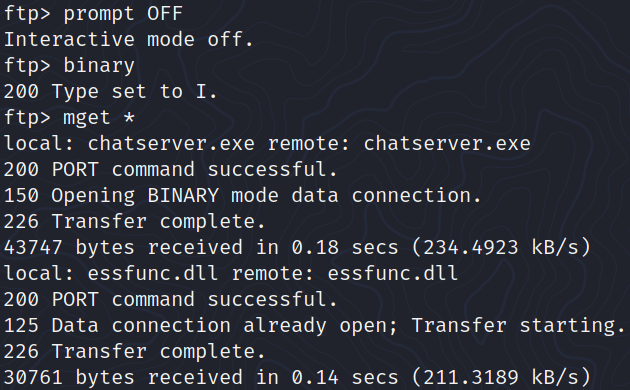 ftp> prompt OFF
Interactive mode off.
ftp> binary
200 Type set to I.
ftp> mget *
local: chatserver.exe remote: chatserver.exe
200 PORT command successful.
150 Opening BINARY mode data connection.
226 Transfer complete.
43747 bytes received in 0.18 secs (234.4923 kB/s)
local: essfunc.dll remote: essfunc.dll
200 PORT command successful.
125 Data connection already open; Transfer starting.
226 Transfer complete.
30761 bytes received in 0.14 secs (211.3189 kB/s)